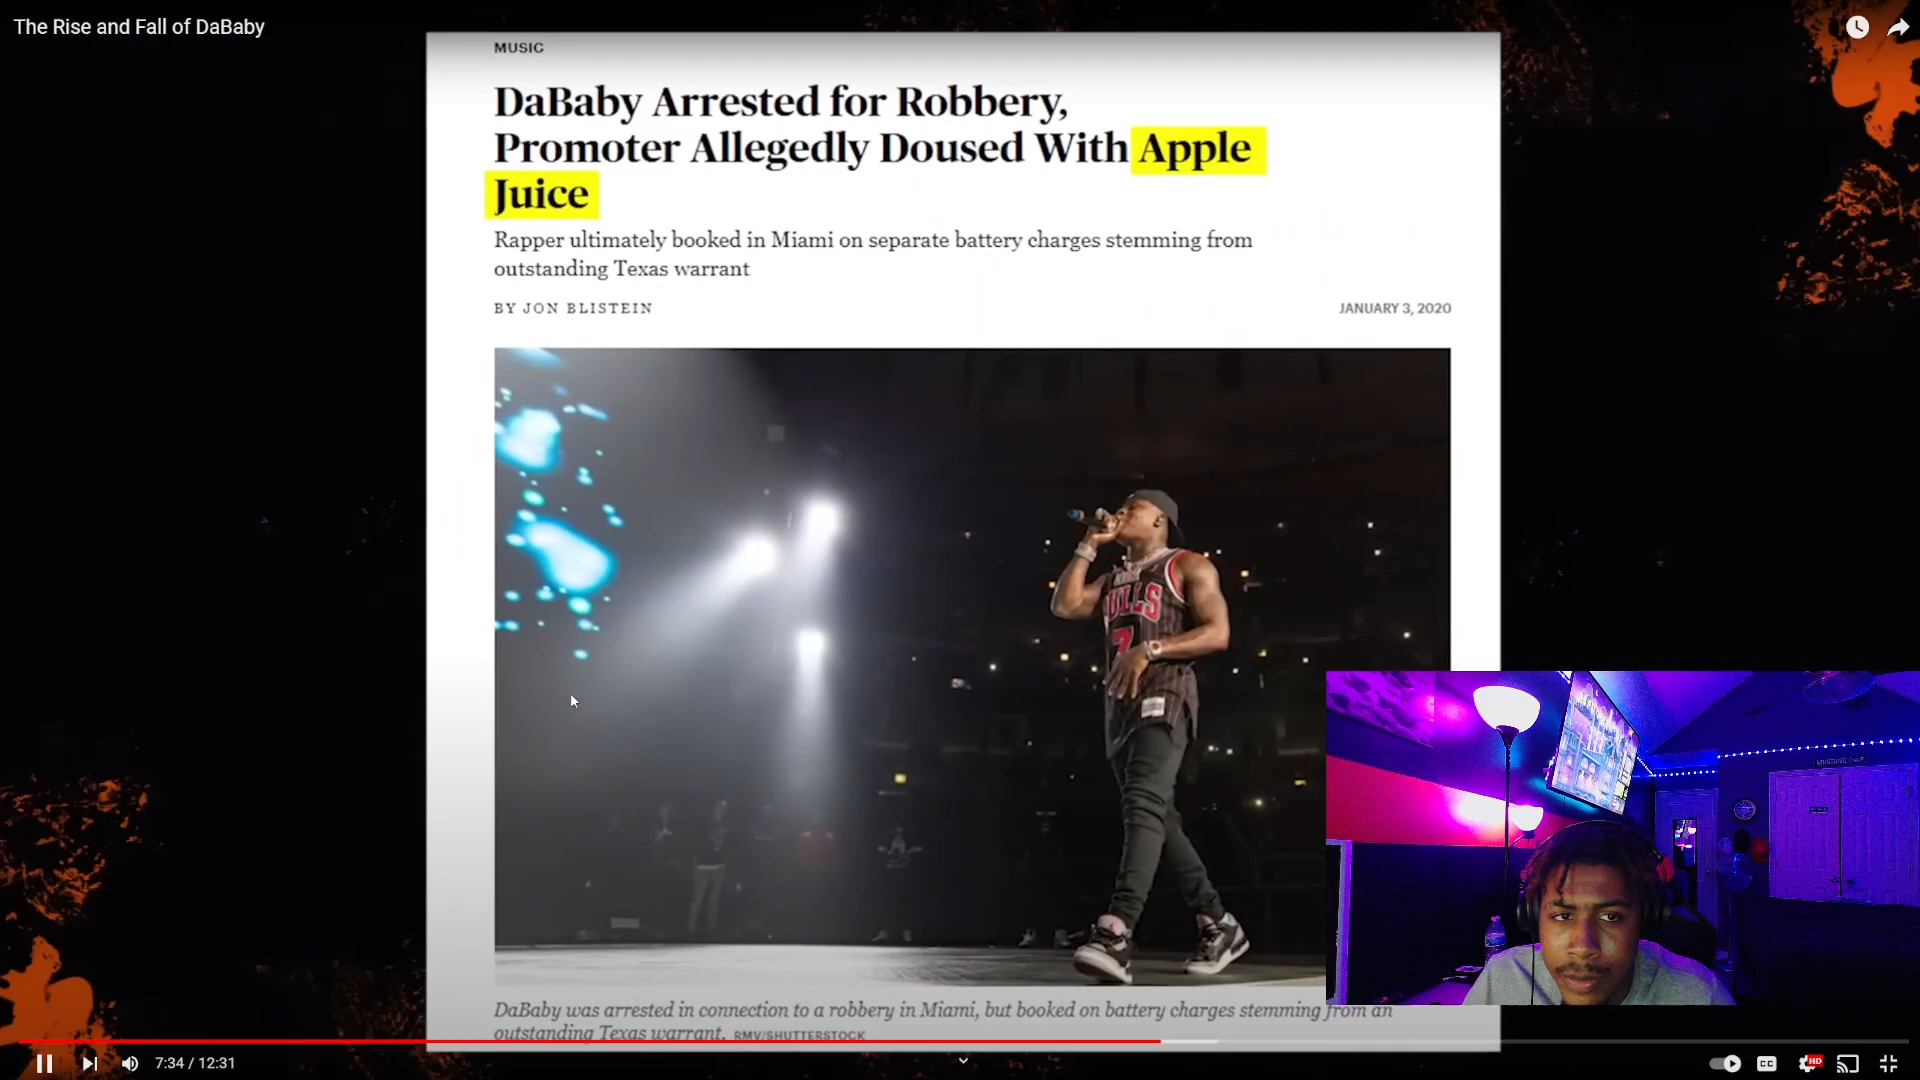 The Rise and Fall of DaBaby
MUSIC
DaBaby Arrested for Robbery,
Promoter Allegedly Doused With Apple
Juice
Rapper ultimately booked in Miami on separate battery charges stemming from
outstanding Texas warrant
BY JON BLISTEIN
JANUARY 3, 2020
DaBaby was arrested in connection to a robbery in Miami, but booked on battery charges stemming from an
outstanding Texas warrant. RMV/SHUTTERSTOCK
7:34 / 12:31
CC
HD